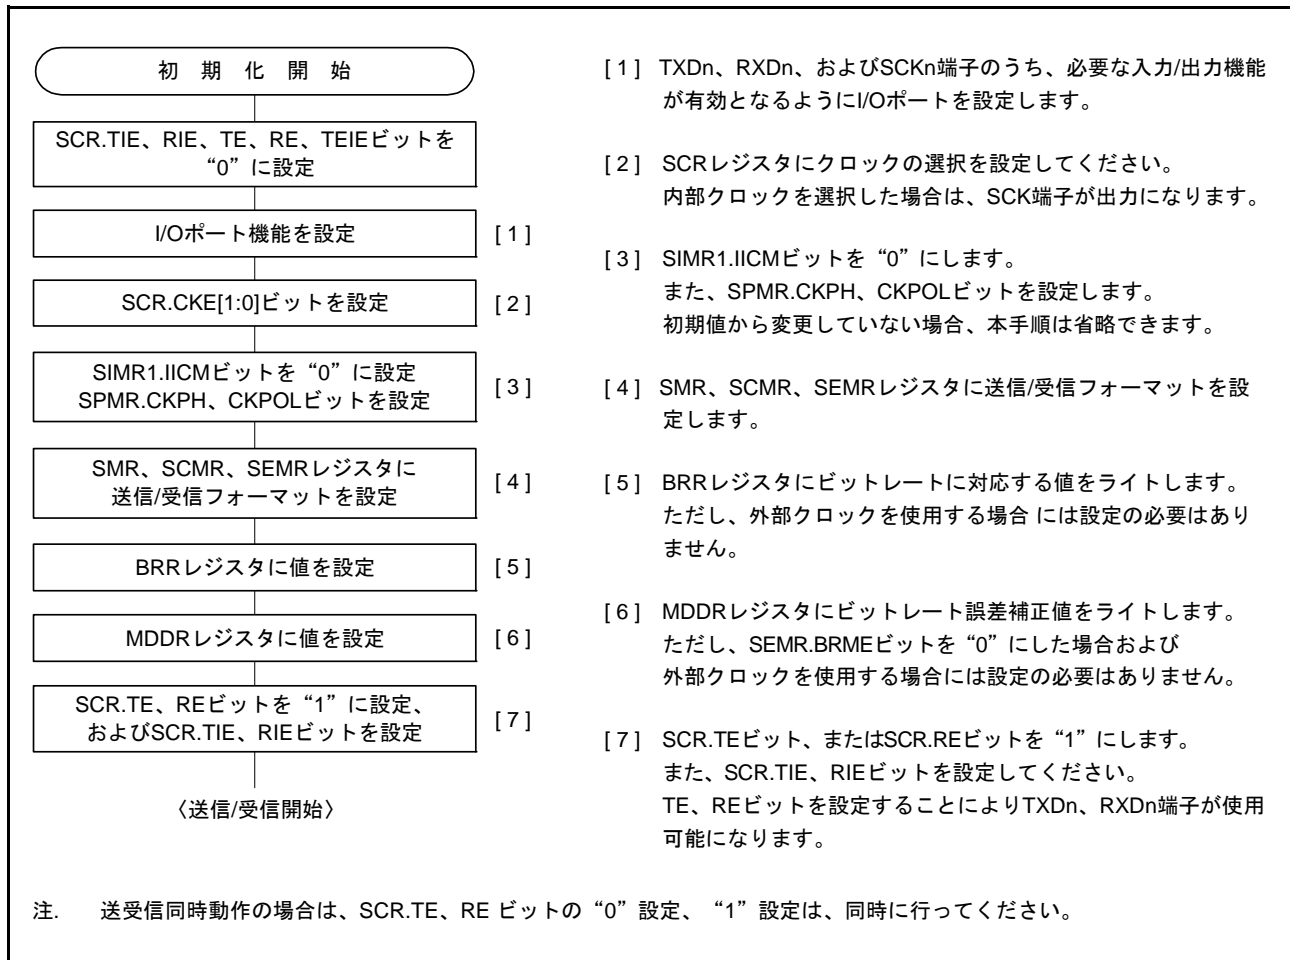 初 期 化 開 始
SCR.TIE、RIE、TE、RE、TEIEビットを
“0”に設定
I/Oポート機能を設定
[1]
SCR.CKE[1:0]ビットを設定
[2]
SIMR1.IICMビットを“0”に設定
SPMR.CKPH、CKPOLビットを設定
[3]
SMR、SCMR、SEMRレジスタに
送信/受信フォーマットを設定
[4]
BRRレジスタに値を設定
[5]
MDDRレジスタに値を設定
[6]
SCR.TE、REビットを“1”に設定、
およびSCR.TIE、RIEビットを設定
[7]
〈送信/受信開始〉
[1] TXDn、RXDn、およびSCKn端子のうち、必要な入力/出力機能
が有効となるようにI/Oポートを設定します。
[2] SCRレジスタにクロックの選択を設定してください。
内部クロックを選択した場合は、SCK端子が出力になります。
[3] SIMR1.IICMビットを“0”にします。
また、SPMR.CKPH、CKPOLビットを設定します。
初期値から変更していない場合、本手順は省略できます。
[4] SMR、SCMR、SEMRレジスタに送信/受信フォーマットを設
定します。
[5] BRRレジスタにビットレートに対応する値をライトします。
ただし、外部クロックを使用する場合 には設定の必要はあり
ません。
[6] MDDRレジスタにビットレート誤差補正値をライトします。
ただし、SEMR.BRMEビットを“0”にした場合および
外部クロックを使用する場合には設定の必要はありません。
[7] SCR.TEビット、またはSCR.REビットを“1”にします。
また、SCR.TIE、RIEビットを設定してください。
TE、REビットを設定することによりTXDn、RXDn端子が使用
可能になります。
注. 送受信同時動作の場合は、SCR.TE、RE ビットの“0”設定、“1”設定は、同時に行ってください。